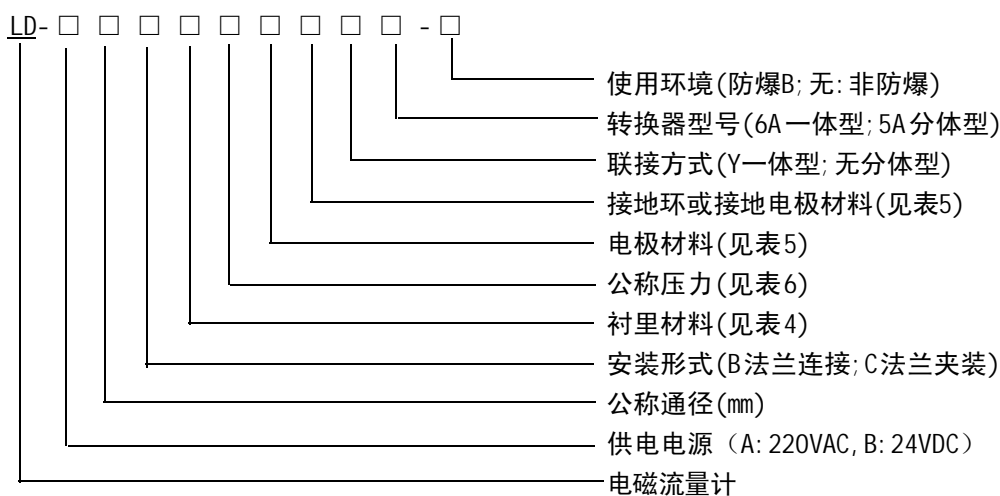 LD-□ □ □ □ □ □ □ □ □ -□
使用环境(防爆B;无:非防爆)
转换器型号(6A一体型;5A分体型)
联接方式(Y一体型;无分体型)
接地环或接地电极材料(见表5)
电极材料(见表5)
公称压力(见表6)
衬里材料(见表4)
安装形式(B法兰连接;C法兰夹装)
公称通径(mm)
供电电源（A:220VAC,B:24VDC）
电磁流量计